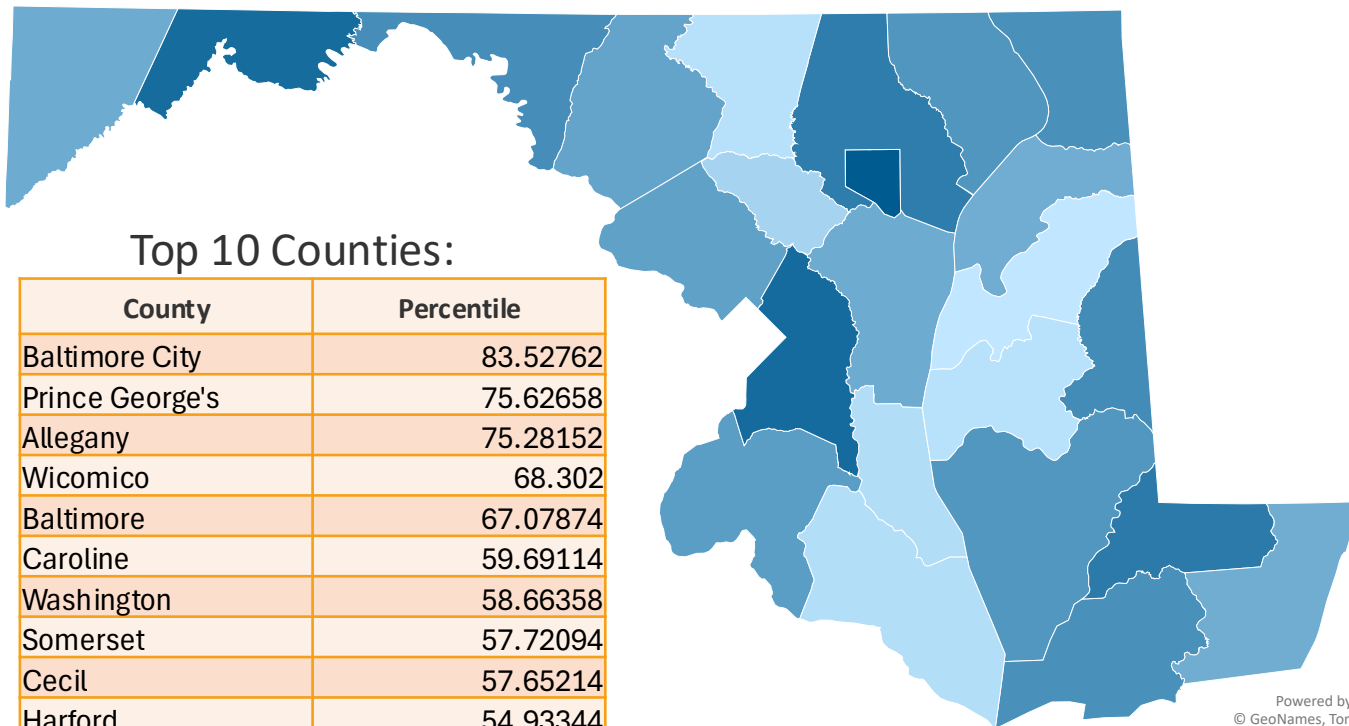 Top 10 Counties:
County Percentile
Baltimore City 83.52762
Prince George's 75.62658
Allegany 75.28152
Wicomico 68.302
Baltimore 67.07874
Caroline 59.69114
Washington 58.66358
Somerset 57.72094
Cecil 57.65214
Harford 54.93344
Powered by
© GeoNames, Tom